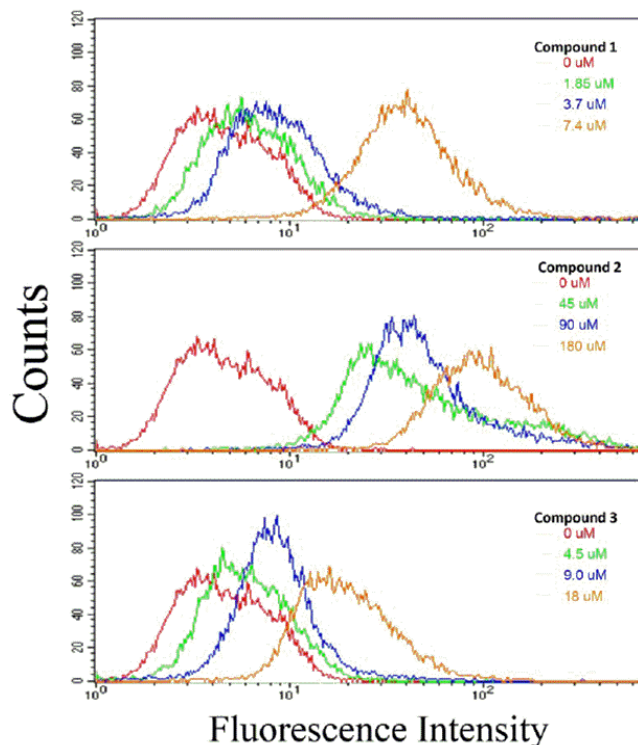 120
100
80
60
40
20
0
Compound 1
0 uM
1.85 uM
3.7 uM
7.4 uM
10⁰
10¹
10²
120
100
80
60
40
20
0
Compound 2
0 uM
45 uM
90 uM
180 uM
10⁰
10¹
10²
Counts
120
100
80
60
40
20
0
Compound 3
0 uM
4.5 uM
9.0 uM
18 uM
10⁰
10¹
10²
Fluorescence Intensity